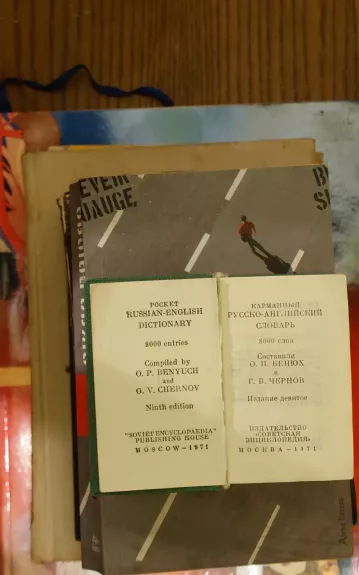 POCKET
RUSSIAN-ENGLISH
DICTIONARY
8000 entries
Compiled by
O. P. BENYUCH
and
G. V. CHERNOV
Ninth edition
"SOVIET ENCYCLOPAEDIA"
PUBLISHING HOUSE
MOSCOW — 1971
КАРМАННЫЙ
РУССКО-АНГЛИЙСКИЙ
СЛОВАРЬ
8000 слов
Составили
О. П. БЕНЮХ
и
Г. В. ЧЕРНОВ
Издание девятое
ИЗДАТЕЛЬСТВО
«СОВЕТСКАЯ
ЭНЦИКЛОПЕДИЯ»
МОСКВА — 1971